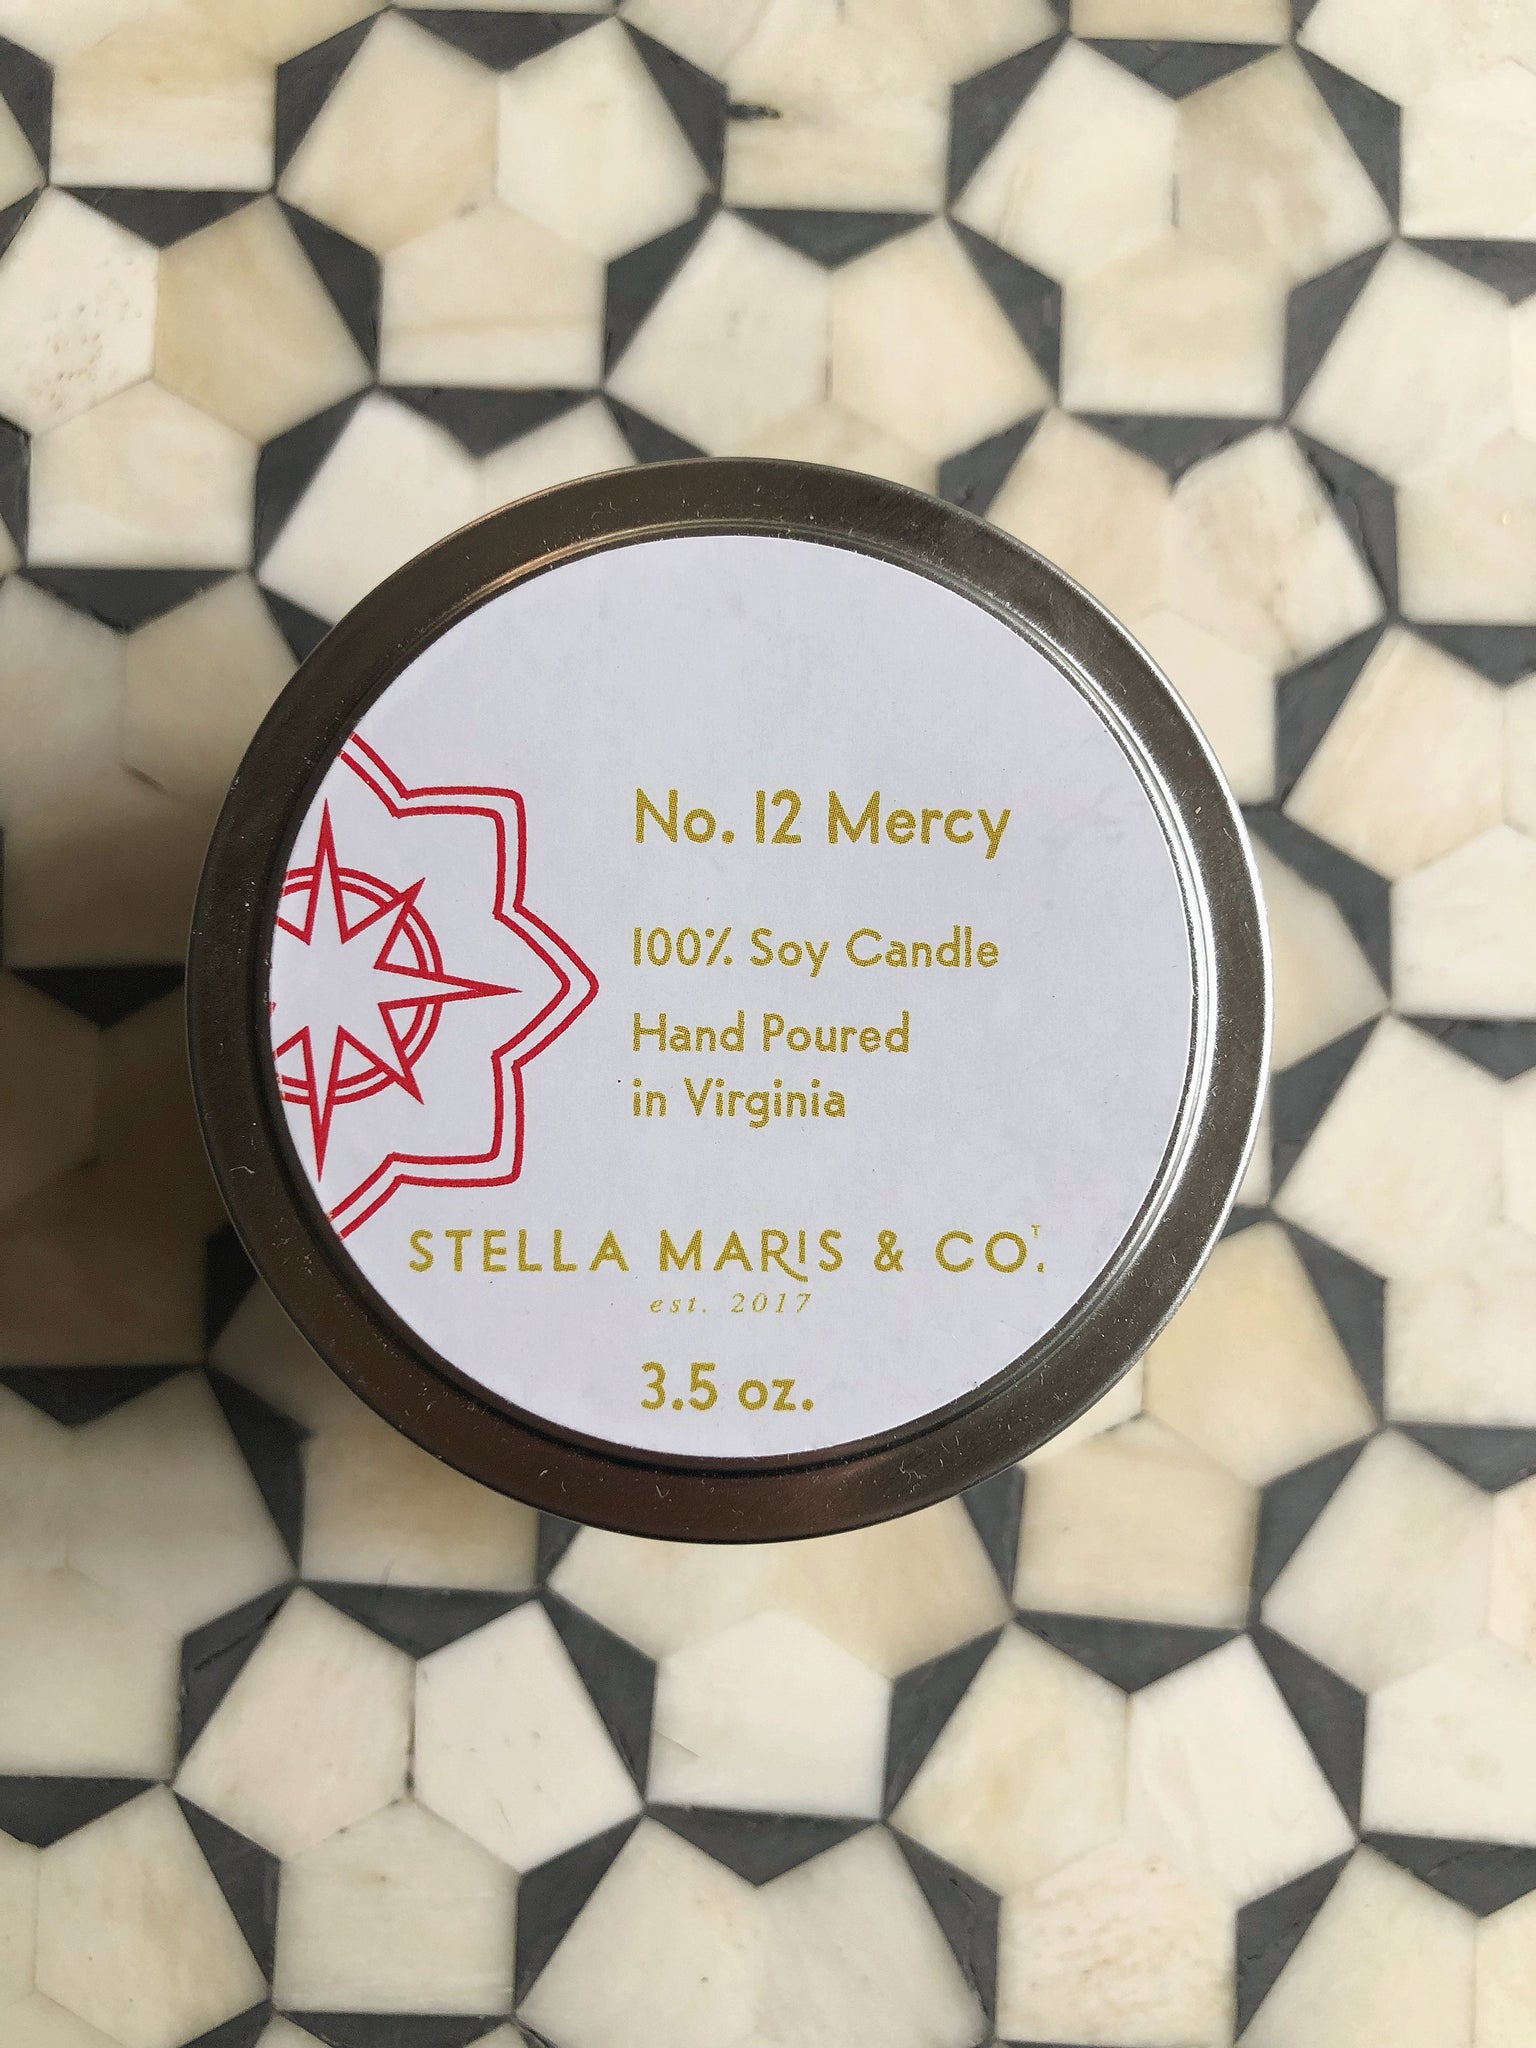 No. 12 Mercy
100% Soy Candle
Hand Poured
in Virginia
STELLA MARIS & CO.
est. 2017
3.5 oz.